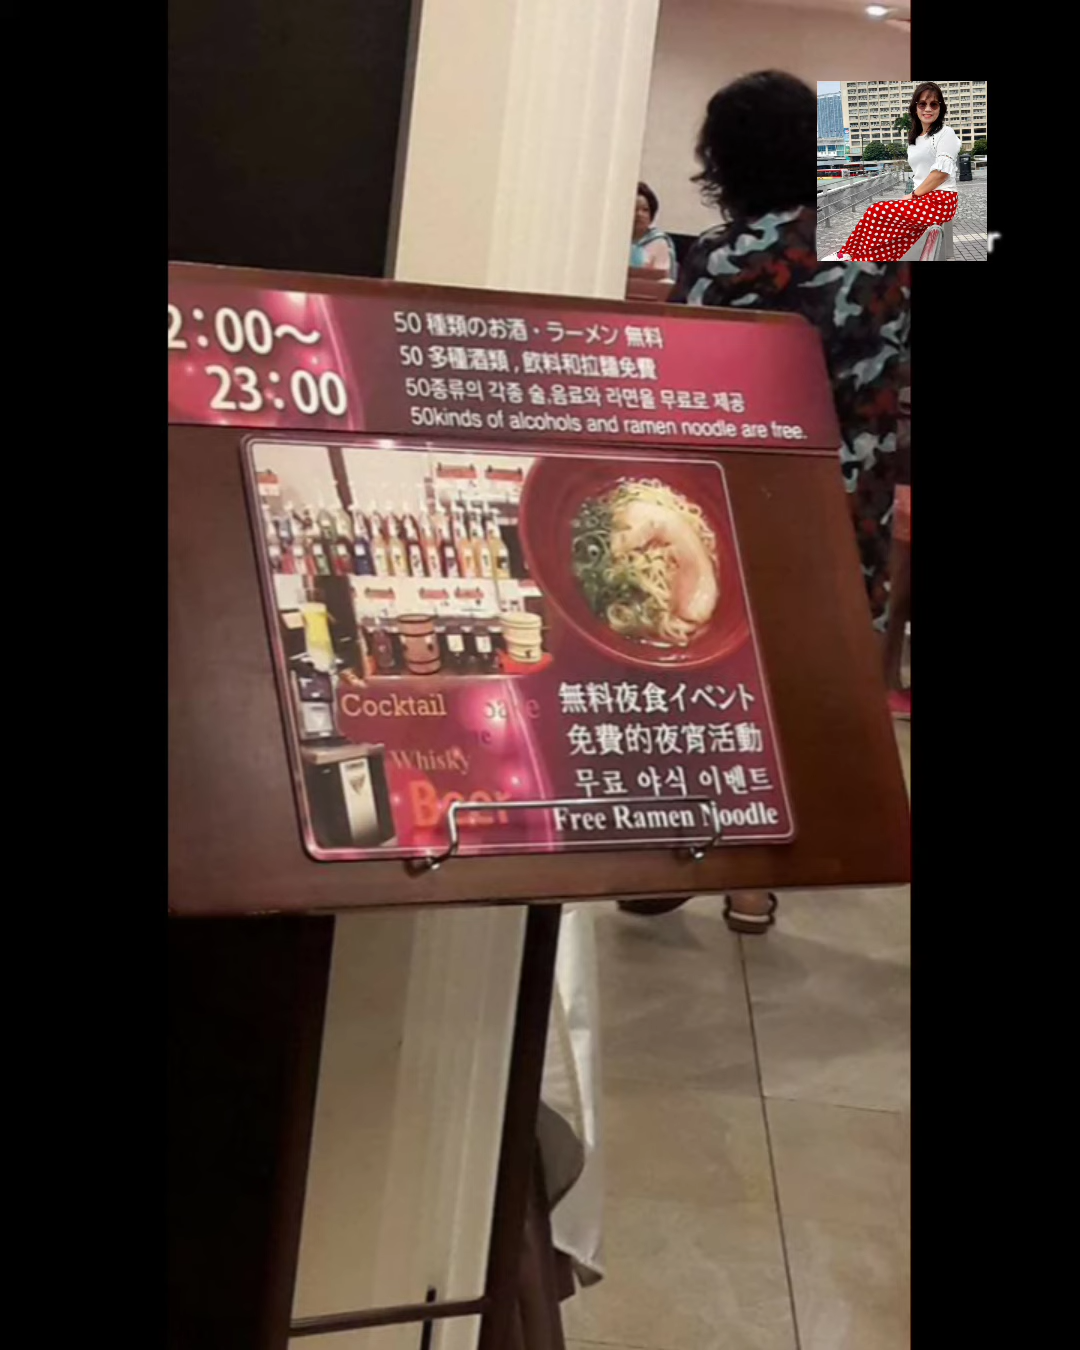 2:00～
23:00
50 種類のお酒・ラーメン 無料
50 多種酒類 , 飲料和拉麵免費
50종류의 각종 술,음료와 라면을 무료로 제공
50kinds of alcohols and ramen noodle are free.
Cocktail
Whisky
Beer
無料夜食イベント
免費的夜宵活動
무료 야식 이벤트
Free Ramen Noodle